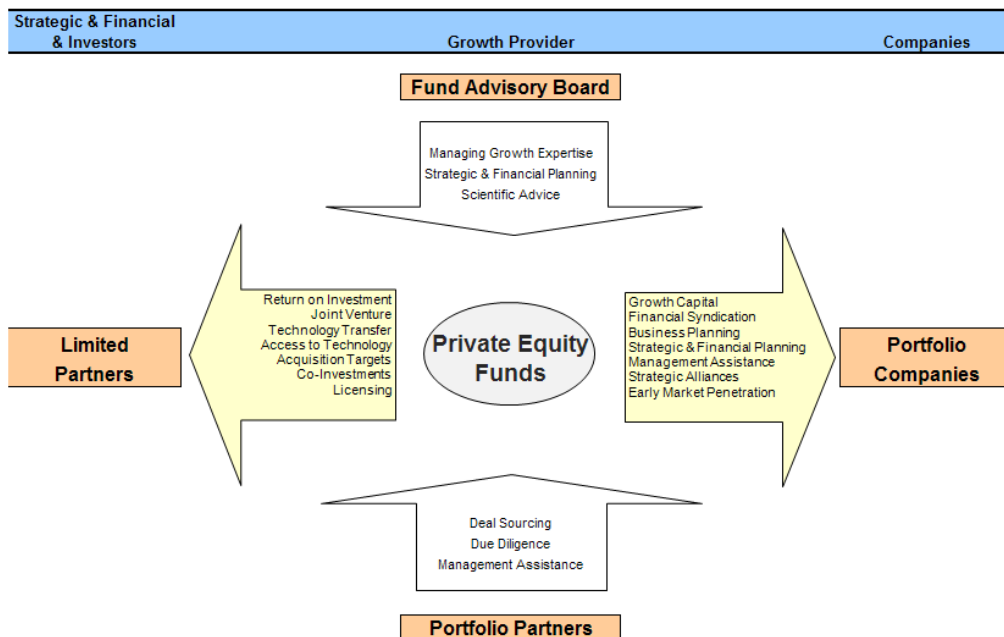 Strategic & Financial
& Investors
Growth Provider
Companies
Fund Advisory Board
Managing Growth Expertise
Strategic & Financial Planning
Scientific Advice
Return on Investment
Joint Venture
Technology Transfer
Access to Technology
Acquisition Targets
Co-Investments
Licensing
Growth Capital
Financial Syndication
Business Planning
Strategic & Financial Planning
Management Assistance
Strategic Alliances
Early Market Penetration
Limited
Partners
Private Equity
Funds
Portfolio
Companies
Deal Sourcing
Due Diligence
Management Assistance
Portfolio Partners